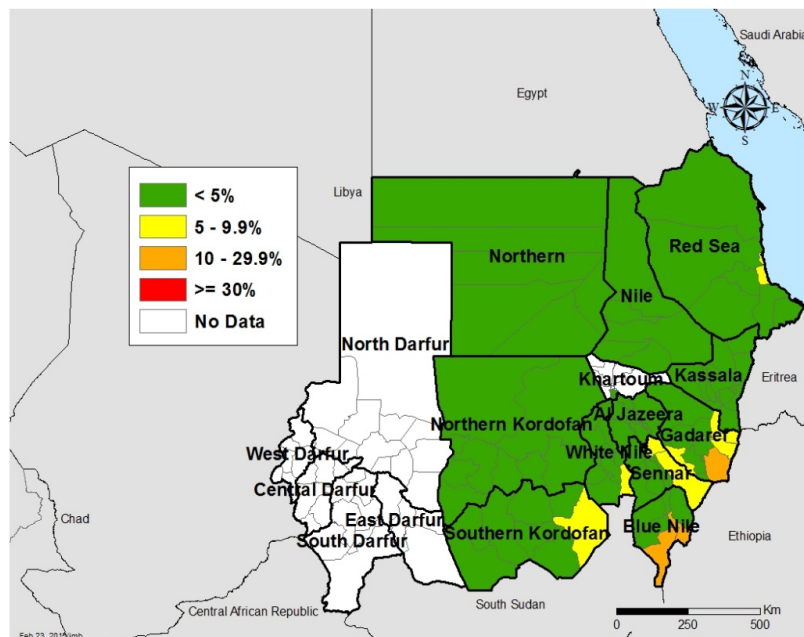 Saudi Arabia
N
W
E
S
Egypt
Libya
< 5%
5 - 9.9%
10 - 29.9%
>= 30%
No Data
Red Sea
Northern
Nile
North Darfur
Khartoum
Kassala
Eritrea
Northern Kordofan
Al Jazeera
Gadaref
West Darfur
White Nile
Sennar
Central Darfur
Chad
East Darfur
South Darfur
Southern Kordofan
Blue Nile
Ethiopia
Central African Republic
South Sudan
Km
0 250 500
Feb 23,